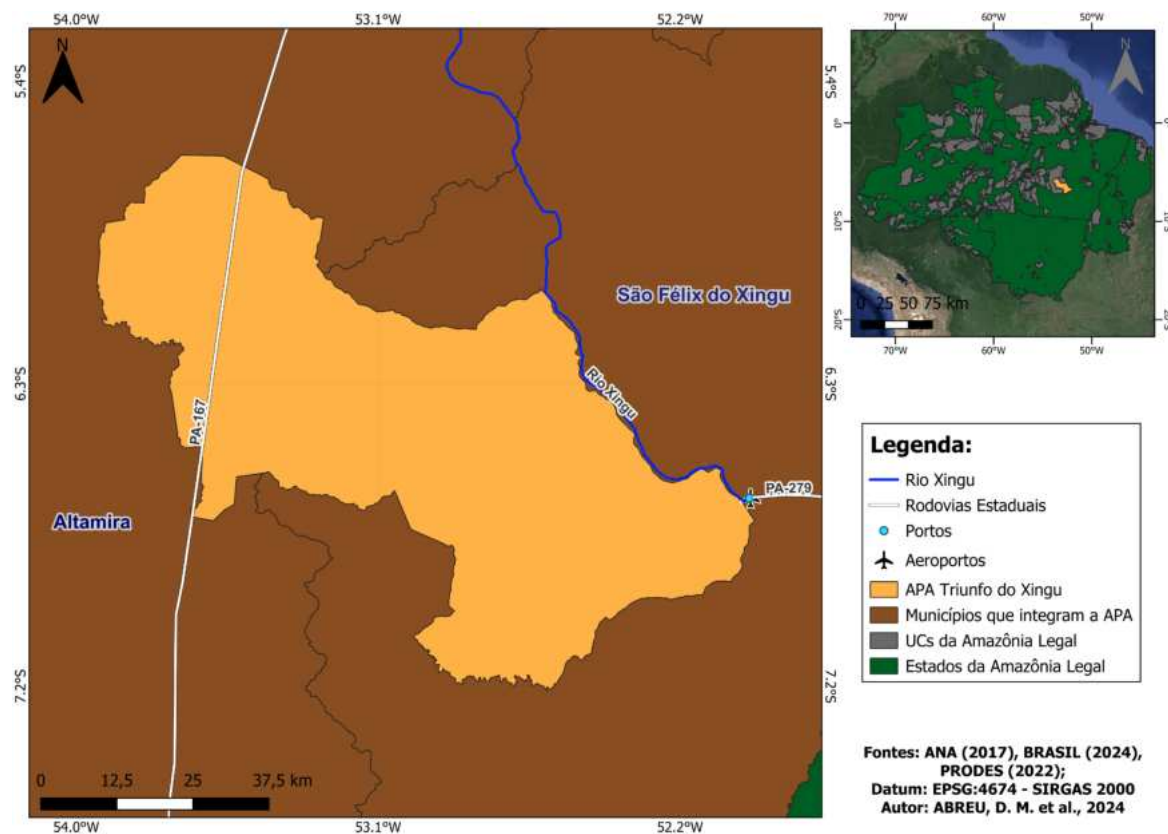 54.0°W 53.1°W 52.2°W
N
5.4°S
5.4°S
São Félix do Xingu
6.3°S
6.3°S
Rio Xingu
PA-167
PA-279
Altamira
7.2°S
7.2°S
0 12,5 25 37,5 km
54.0°W 53.1°W 52.2°W
70°W 60°W 50°W
N
0°
0°
10°S
0 25 50 75 km
20°S
70°W 60°W 50°W
Legenda:
Rio Xingu
Rodovias Estaduais
Portos
Aeroportos
APA Triunfo do Xingu
Municípios que integram a APA
UCs da Amazônia Legal
Estados da Amazônia Legal
Fontes: ANA (2017), BRASIL (2024),
PRODES (2022);
Datum: EPSG:4674 - SIRGAS 2000
Autor: ABREU, D. M. et al., 2024